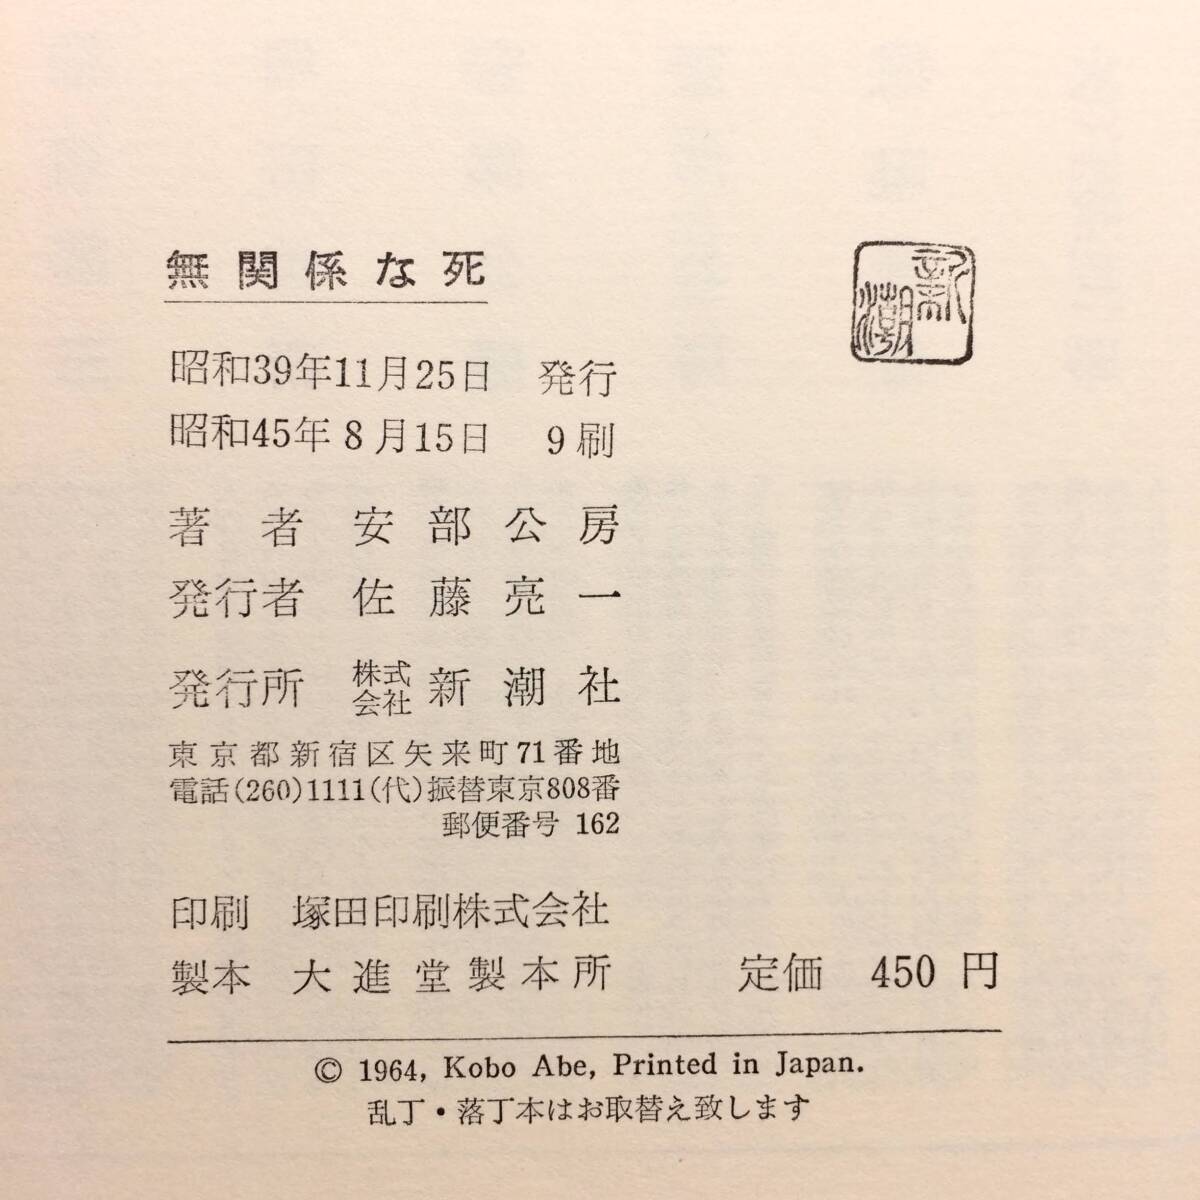 無関係な死
新潮
昭和39年11月25日 発行
昭和45年8月15日 9刷
著者 安部公房
発行者 佐藤亮一
発行所 株式会社 新潮社
東京都新宿区矢来町71番地
電話(260)1111(代)振替東京808番
郵便番号 162
印刷 塚田印刷株式会社
製本 大進堂製本所 定価 450円
© 1964, Kobo Abe, Printed in Japan.
乱丁・落丁本はお取替え致します